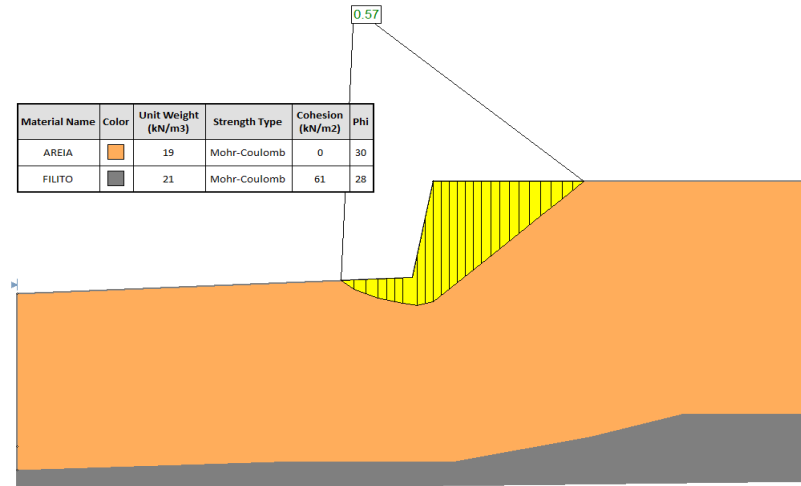 0.57
Material Name Color Unit Weight (kN/m3) Strength Type Cohesion (kN/m2) Phi
AREIA 19 Mohr-Coulomb 0 30
FILITO 21 Mohr-Coulomb 61 28